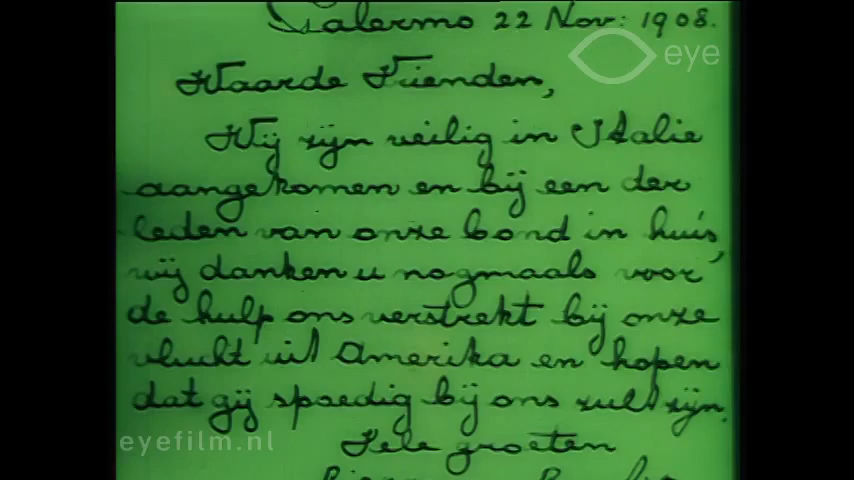 Palermo 22 Nov: 1908.
eye
Waarde Vrienden,
Wij zijn veilig in Italie
aangekomen en bij een der
leden van onze bond in huis,
wij danken u nogmaals voor
de hulp ons verstrekt bij onze
vlucht uit Amerika en hopen
dat gij spoedig bij ons zult zijn.
eyefilm.nl
Vele groeten